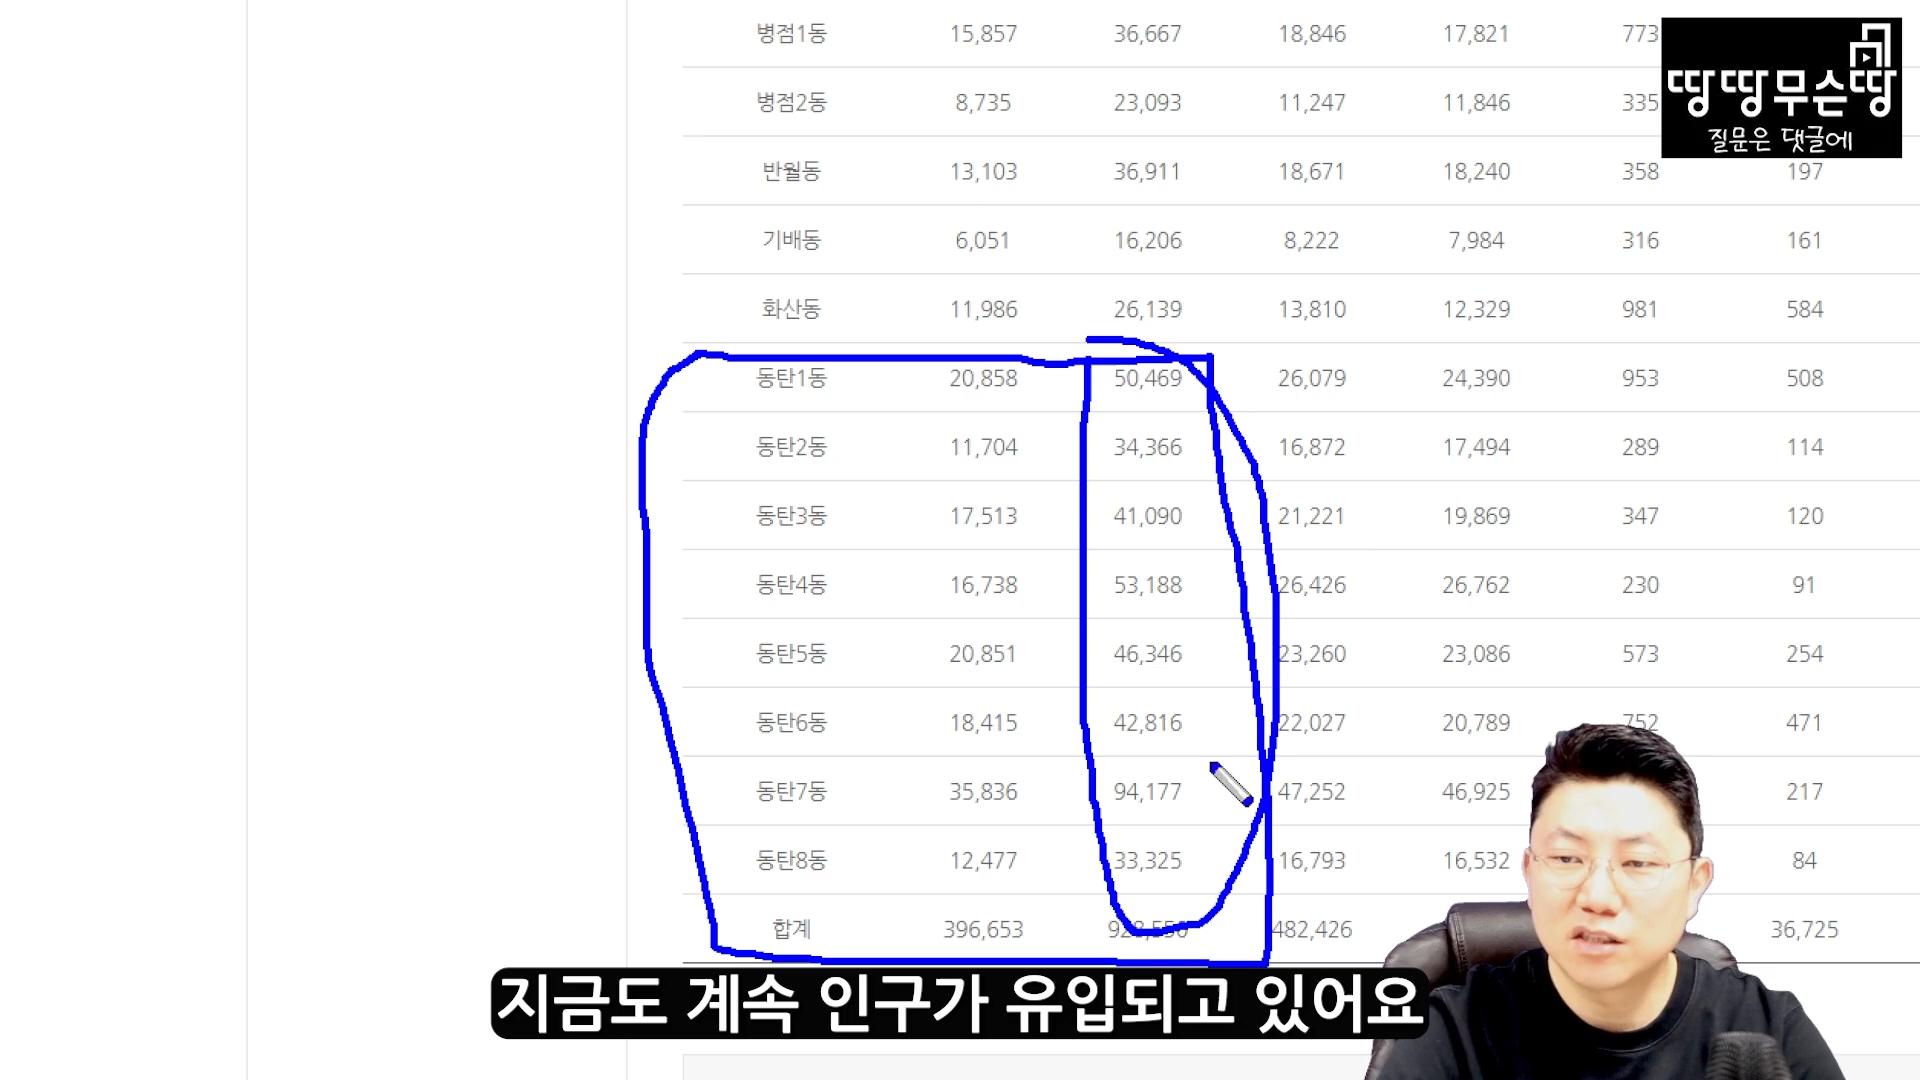 병점1동 15,857 36,667 18,846 17,821 773
병점2동 8,735 23,093 11,247 11,846 335
반월동 13,103 36,911 18,671 18,240 358 197
기배동 6,051 16,206 8,222 7,984 316 161
화산동 11,986 26,139 13,810 12,329 981 584
동탄1동 20,858 50,469 26,079 24,390 953 508
동탄2동 11,704 34,366 16,872 17,494 289 114
동탄3동 17,513 41,090 21,221 19,869 347 120
동탄4동 16,738 53,188 26,426 26,762 230 91
동탄5동 20,851 46,346 23,260 23,086 573 254
동탄6동 18,415 42,816 22,027 20,789 752 471
동탄7동 35,836 94,177 47,252 46,925 217
동탄8동 12,477 33,325 16,793 16,532 84
합계 396,653 482,426 36,725
땅땅무슨땅
질문은 댓글에
지금도 계속 인구가 유입되고 있어요